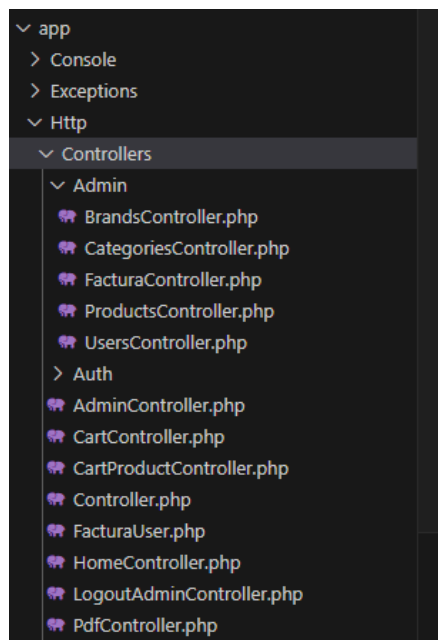 app
Console
Exceptions
Http
Controllers
Admin
BrandsController.php
CategoriesController.php
FacturaController.php
ProductsController.php
UsersController.php
Auth
AdminController.php
CartController.php
CartProductController.php
Controller.php
FacturaUser.php
HomeController.php
LogoutAdminController.php
PdfController.php